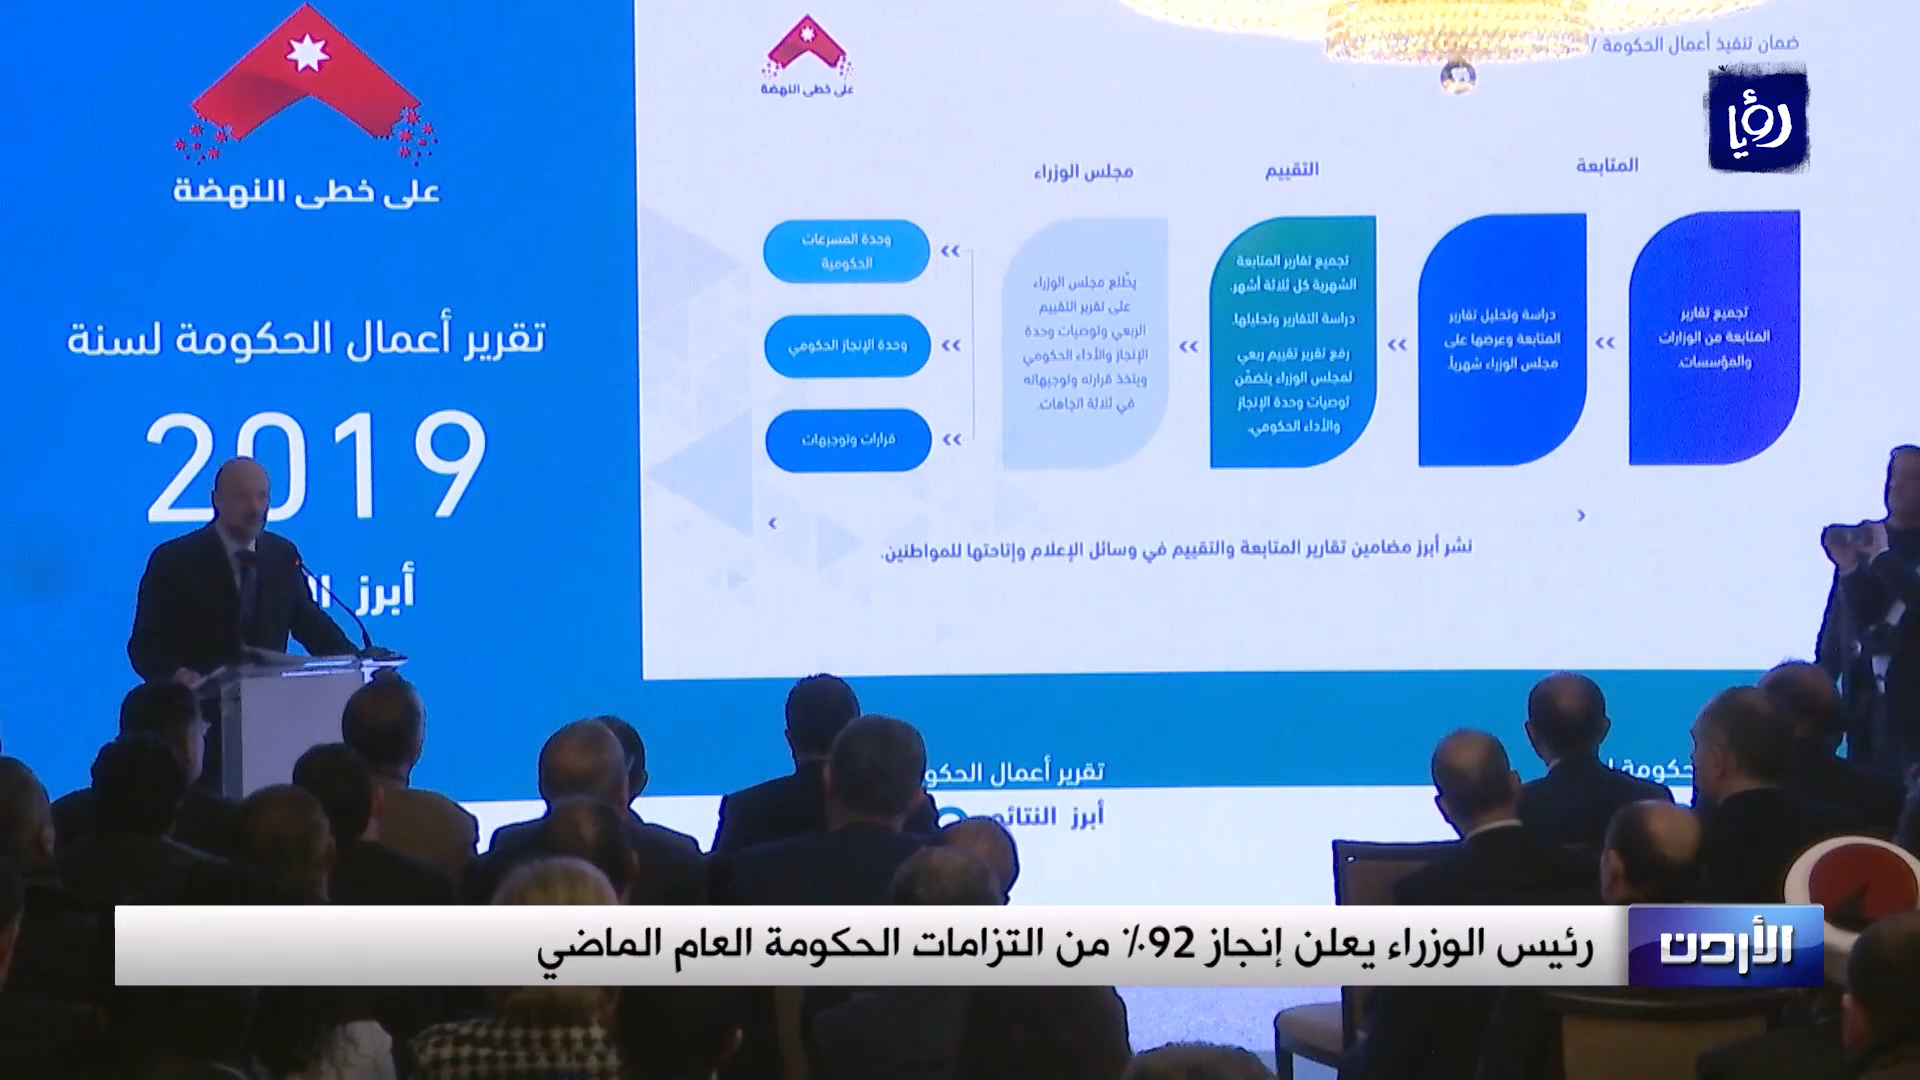 على خطى النهضة
تقرير أعمال الحكومة لسنة
2019
أبرز
على خطى النهضة
ضمان تنفيذ أعمال الحكومة /
رؤيا
المتابعة
التقييم
مجلس الوزراء
تجميع تقارير
المتابعة من الوزارات
والمؤسسات.
دراسة وتحليل تقارير
المتابعة وعرضها على
مجلس الوزراء شهرياً.
تجميع تقارير المتابعة
الشهرية كل ثلاثة أشهر.
دراسة التقارير وتحليلها.
رفع تقرير تقييم ربعي
لمجلس الوزراء يتضمّن
توصيات وحدة الإنجاز
والأداء الحكومي.
يطّلع مجلس الوزراء
على تقرير التقييم
الربعي وتوصيات وحدة
الإنجاز والأداء الحكومي
ويتخذ قراراته وتوجيهاته
في ثلاثة اتجاهات.
وحدة المسرعات
الحكومية
وحدة الإنجاز الحكومي
قرارات وتوجيهات
نشر أبرز مضامين تقارير المتابعة والتقييم في وسائل الإعلام وإتاحتها للمواطنين.
تقرير أعمال الحكو
أبرز النتائج
حكومة
الأردن
رئيس الوزراء يعلن إنجاز 92٪ من التزامات الحكومة العام الماضي